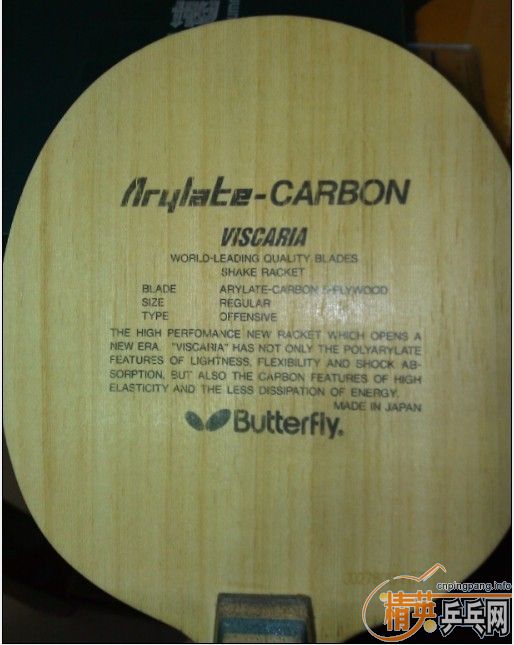 Arylate-CARBON
VISCARIA
WORLD-LEADING QUALITY BLADES
SHAKE RACKET
BLADE ARYLATE-CARBON 5-PLYWOOD
SIZE REGULAR
TYPE OFFENSIVE
THE HIGH PERFOMANCE NEW RACKET WHICH OPENS A
NEW ERA. "VISCARIA" HAS NOT ONLY THE POLYARYLATE
FEATURES OF LIGHTNESS, FLEXIBILITY AND SHOCK AB-
SORPTION, BUT ALSO THE CARBON FEATURES OF HIGH
ELASTICITY AND THE LESS DISSIPATION OF ENERGY.
MADE IN JAPAN
Butterfly
cnpingpang.info
精英乒乓网